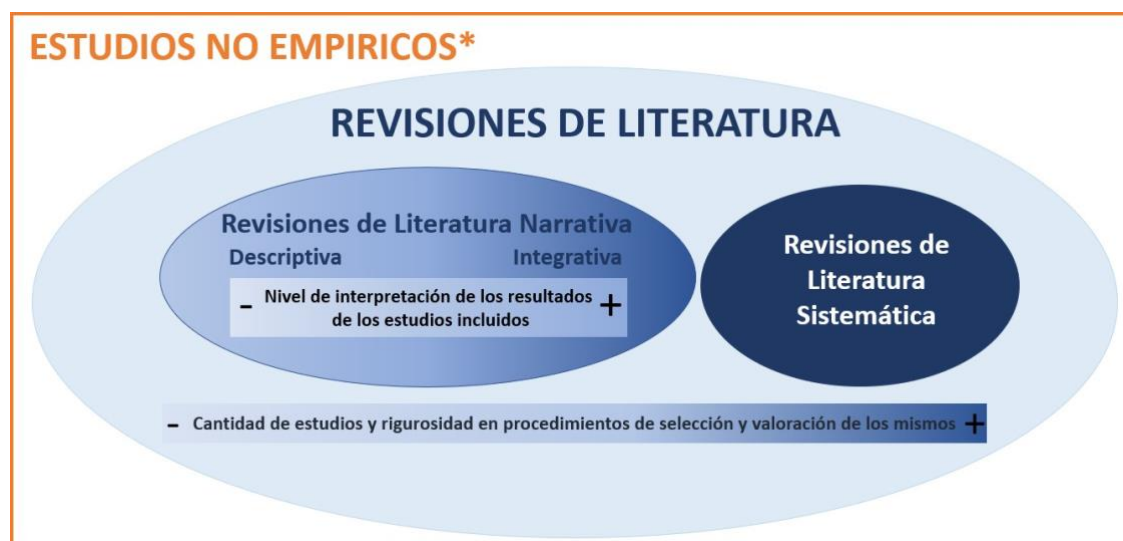 ESTUDIOS NO EMPIRICOS*
REVISIONES DE LITERATURA
Revisiones de Literatura Narrativa
Descriptiva Integrativa
- Nivel de interpretación de los resultados +
de los estudios incluidos
Revisiones de
Literatura
Sistemática
- Cantidad de estudios y rigurosidad en procedimientos de selección y valoración de los mismos +